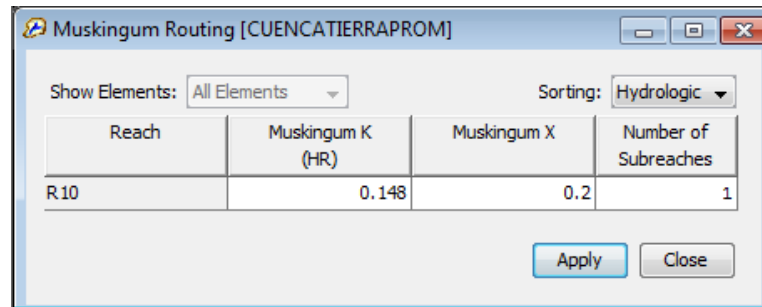 Muskingum Routing [CUENCATIERRAPROM]
Show Elements: All Elements Sorting: Hydrologic
Reach Muskingum K (HR) Muskingum X Number of Subreaches
R10 0.148 0.2 1
Apply Close